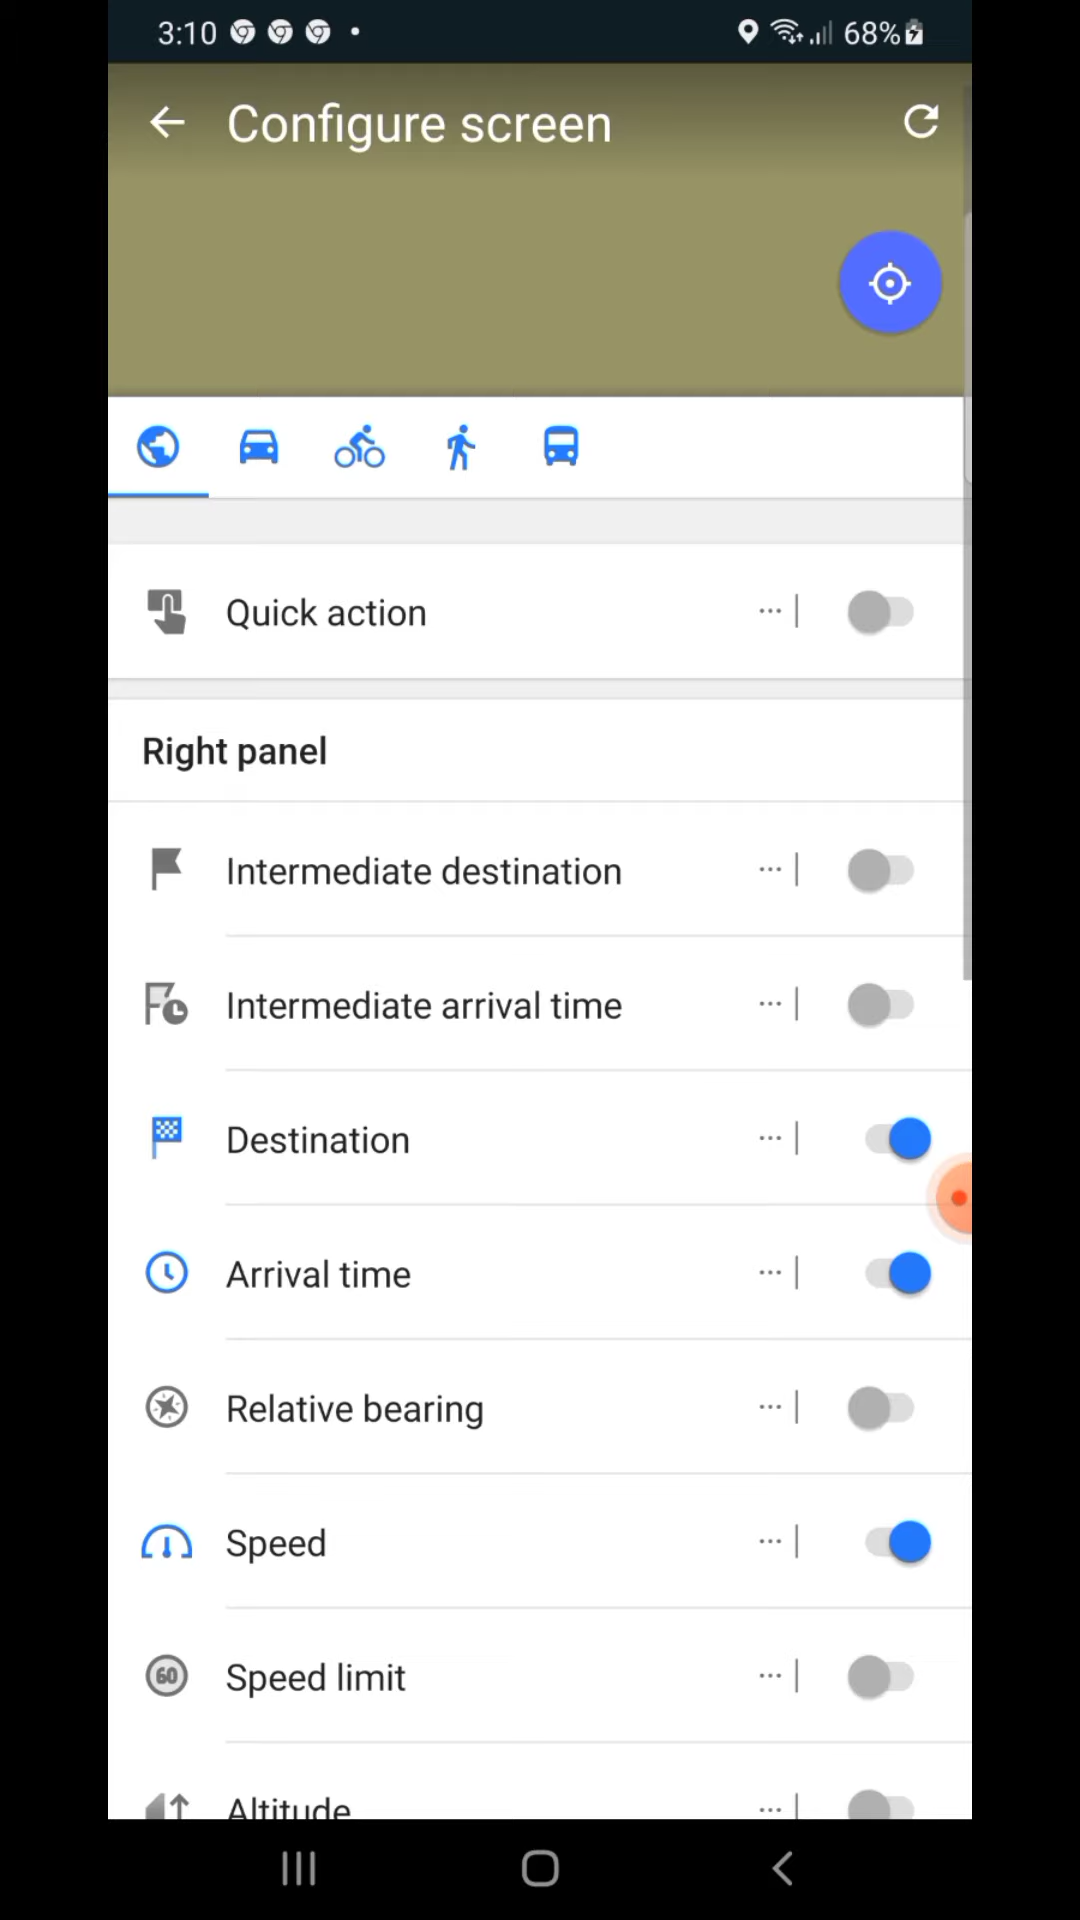 3:10 68%
Configure screen
Quick action
Right panel
Intermediate destination
Intermediate arrival time
Destination
Arrival time
Relative bearing
Speed
60 Speed limit
Altitude